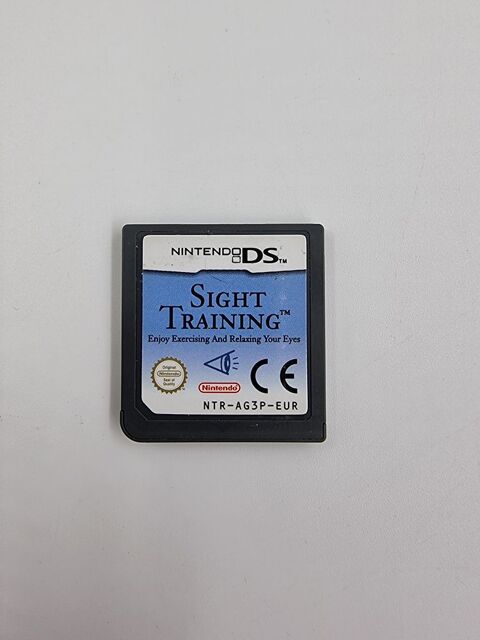 NINTENDO DS™
SIGHT
TRAINING™
Enjoy Exercising And Relaxing Your Eyes
Original
Nintendo
Seal of
Quality
Nintendo
CE
NTR-AG3P-EUR